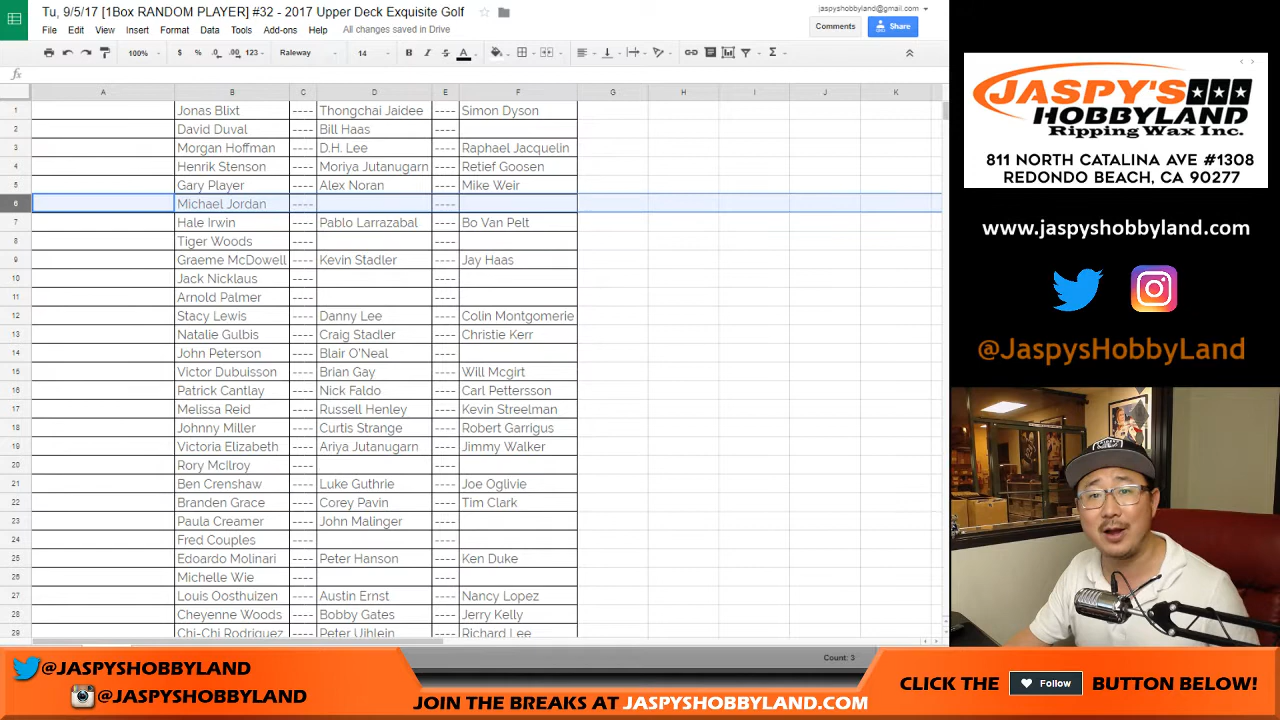 Tu, 9/5/17 [1Box RANDOM PLAYER] #32 - 2017 Upper Deck Exquisite Golf
jaspyshobbyland@gmail.com
File Edit View Insert Format Data Tools Add-ons Help All changes saved in Drive
Comments
Share
100% $ % .0 .00 123 Raleway 14 B I S A
fx
A B C D E F G H I J K
1 Jonas Blixt ---- Thongchai Jaidee ---- Simon Dyson
2 David Duval ---- Bill Haas ----
3 Morgan Hoffman ---- D.H. Lee ---- Raphael Jacquelin
4 Henrik Stenson ---- Moriya Jutanugarn ---- Retief Goosen
5 Gary Player ---- Alex Noran ---- Mike Weir
6 Michael Jordan ---- ----
7 Hale Irwin ---- Pablo Larrazabal ---- Bo Van Pelt
8 Tiger Woods ---- ----
9 Graeme McDowell ---- Kevin Stadler ---- Jay Haas
10 Jack Nicklaus ---- ----
11 Arnold Palmer ---- ----
12 Stacy Lewis ---- Danny Lee ---- Colin Montgomerie
13 Natalie Gulbis ---- Craig Stadler ---- Christie Kerr
14 John Peterson ---- Blair O'Neal ----
15 Victor Dubuisson ---- Brian Gay ---- Will Mcgirt
16 Patrick Cantlay ---- Nick Faldo ---- Carl Pettersson
17 Melissa Reid ---- Russell Henley ---- Kevin Streelman
18 Johnny Miller ---- Curtis Strange ---- Robert Garrigus
19 Victoria Elizabeth ---- Ariya Jutanugarn ---- Jimmy Walker
20 Rory McIlroy ---- ----
21 Ben Crenshaw ---- Luke Guthrie ---- Joe Oglivie
22 Branden Grace ---- Corey Pavin ---- Tim Clark
23 Paula Creamer ---- John Malinger ----
24 Fred Couples ---- ----
25 Edoardo Molinari ---- Peter Hanson ---- Ken Duke
26 Michelle Wie ---- ----
27 Louis Oosthuizen ---- Austin Ernst ---- Nancy Lopez
28 Cheyenne Woods ---- Bobby Gates ---- Jerry Kelly
29 Chi-Chi Rodriguez ---- Peter Uihlein ---- Richard Lee
Count: 3
JASPY'S
HOBBYLAND
Ripping Wax Inc.
811 NORTH CATALINA AVE #1308
REDONDO BEACH, CA 90277
www.jaspyshobbyland.com
@JaspysHobbyLand
@JASPYSHOBBYLAND
@JASPYSHOBBYLAND
JOIN THE BREAKS AT JASPYSHOBBYLAND.COM
CLICK THE Follow BUTTON BELOW!